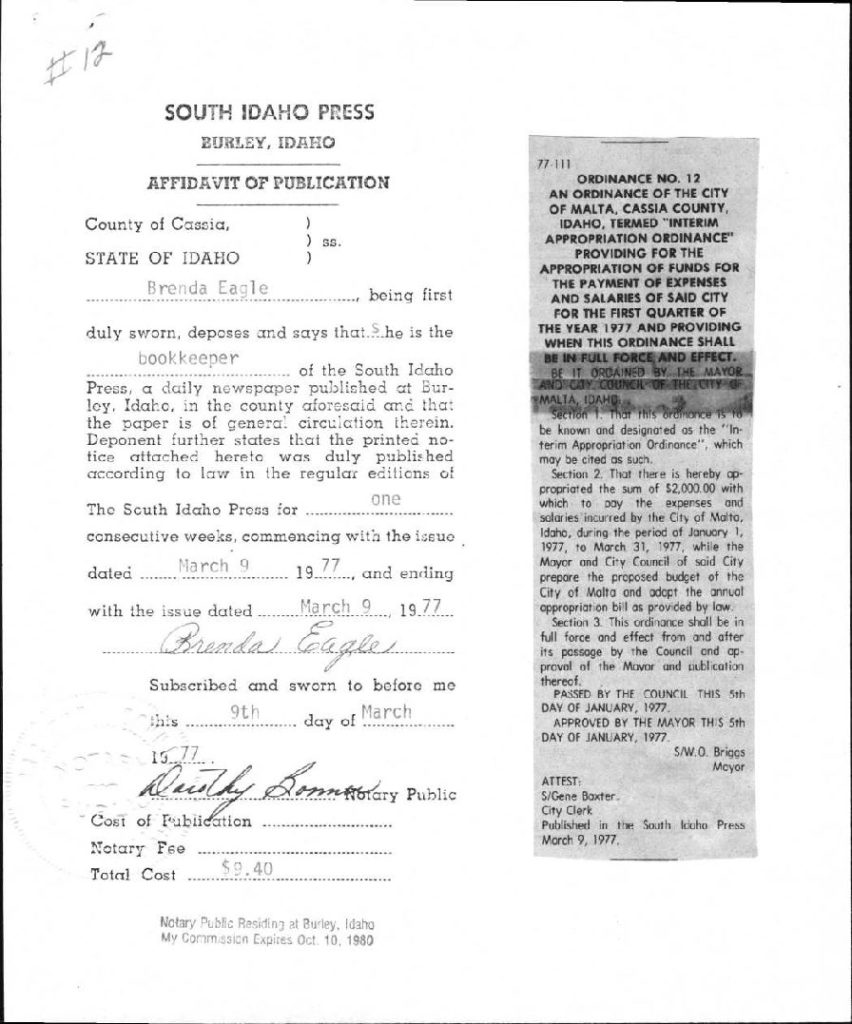 #12
SOUTH IDAHO PRESS
BURLEY, IDAHO
AFFIDAVIT OF PUBLICATION
County of Cassia, )
) ss.
STATE OF IDAHO )
Brenda Eagle, being first
duly sworn, deposes and says that She is the
bookkeeper
of the South Idaho
Press, a daily newspaper published at Bur-
ley, Idaho, in the county aforesaid and that
the paper is of general circulation therein.
Deponent further states that the printed no-
tice attached hereto was duly published
according to law in the regular editions of
The South Idaho Press for one
consecutive weeks, commencing with the issue
dated March 9 1977, and ending
with the issue dated March 9, 1977
Brenda Eagle
Subscribed and sworn to before me
this 9th day of March
1977
Dorothy Notary Public
Cost of Publication
Notary Fee
Total Cost $9.40
Notary Public Residing at Burley, Idaho
My Commission Expires Oct. 10, 1980
77-111
ORDINANCE NO. 12
AN ORDINANCE OF THE CITY
OF MALTA, CASSIA COUNTY,
IDAHO, TERMED "INTERIM
APPROPRIATION ORDINANCE"
PROVIDING FOR THE
APPROPRIATION OF FUNDS FOR
THE PAYMENT OF EXPENSES
AND SALARIES OF SAID CITY
FOR THE FIRST QUARTER OF
THE YEAR 1977 AND PROVIDING
WHEN THIS ORDINANCE SHALL
BE IN FULL FORCE AND EFFECT.
BE IT ORDAINED BY THE MAYOR
AND CITY COUNCIL OF THE CITY OF
MALTA, IDAHO:
Section 1. That this ordinance is to
be known and designated as the "In-
terim Appropriation Ordinance", which
may be cited as such.
Section 2. That there is hereby ap-
propriated the sum of $2,000.00 with
which to pay the expenses and
salaries incurred by the City of Malta,
Idaho, during the period of January 1,
1977, to March 31, 1977, while the
Mayor and City Council of said City
prepare the proposed budget of the
City of Malta and adopt the annual
appropriation bill as provided by law.
Section 3. This ordinance shall be in
full force and effect from and after
its passage by the Council and ap-
proval of the Mayor and publication
thereof.
PASSED BY THE COUNCIL THIS 5th
DAY OF JANUARY, 1977.
APPROVED BY THE MAYOR THIS 5th
DAY OF JANUARY, 1977.
S/W.O. Briggs
Mayor
ATTEST:
S/Gene Baxter.
City Clerk
Published in the South Idaho Press
March 9, 1977.